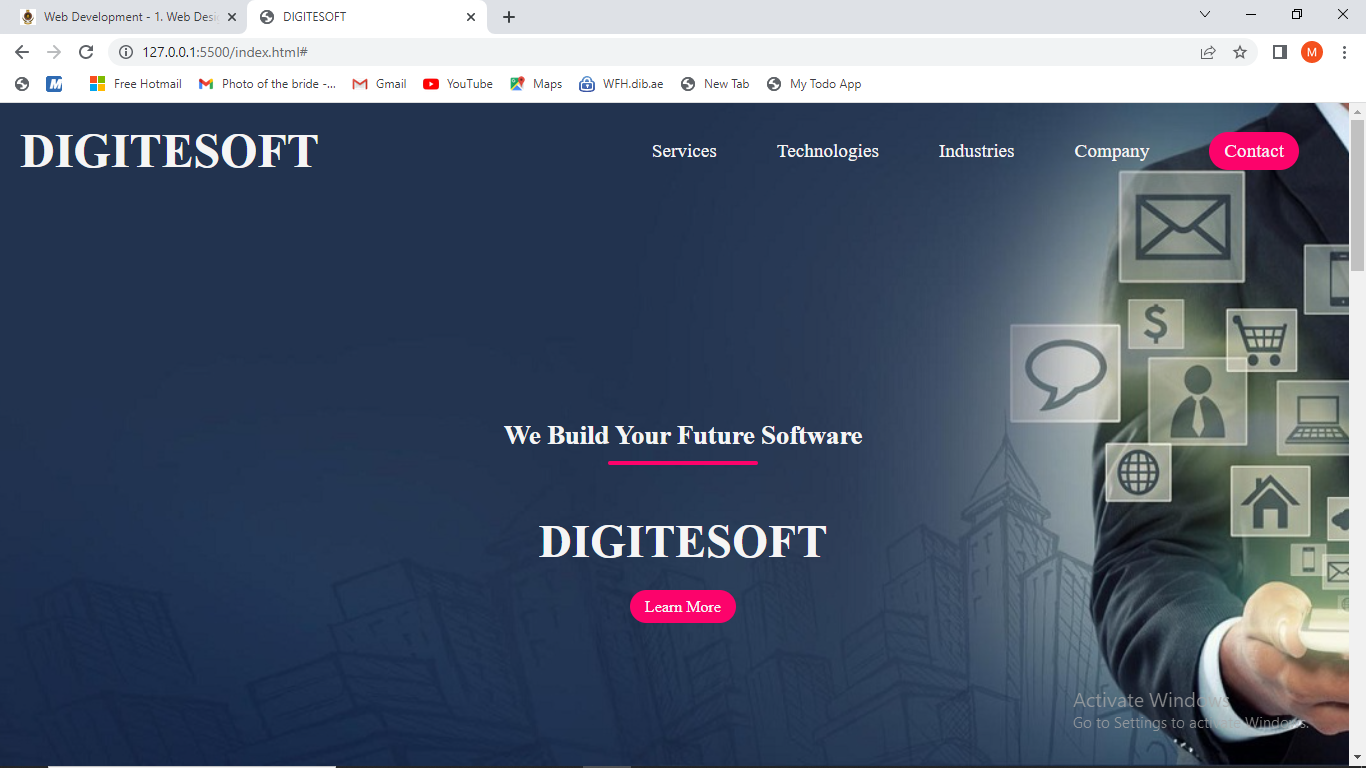 Web Development - 1. Web Des
DIGITESOFT
127.0.0.1:5500/index.html#
M
M
Free Hotmail
Photo of the bride -...
Gmail
YouTube
Maps
WFH.dib.ae
New Tab
My Todo App
DIGITESOFT
Services
Technologies
Industries
Company
Contact
$
We Build Your Future Software
DIGITESOFT
Learn More
Activate Windows
Go to Settings to activate Windows.